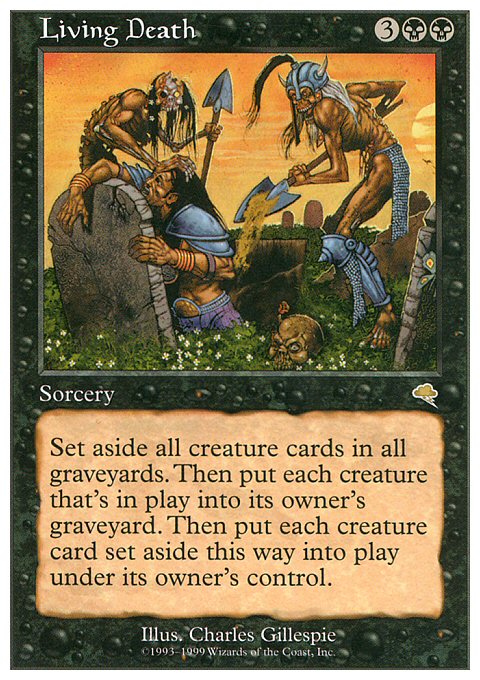 Living Death 3
Sorcery
Set aside all creature cards in all
graveyards. Then put each creature
that's in play into its owner's
graveyard. Then put each creature
card set aside this way into play
under its owner's control.
Illus. Charles Gillespie
©1993–1999 Wizards of the Coast, Inc.